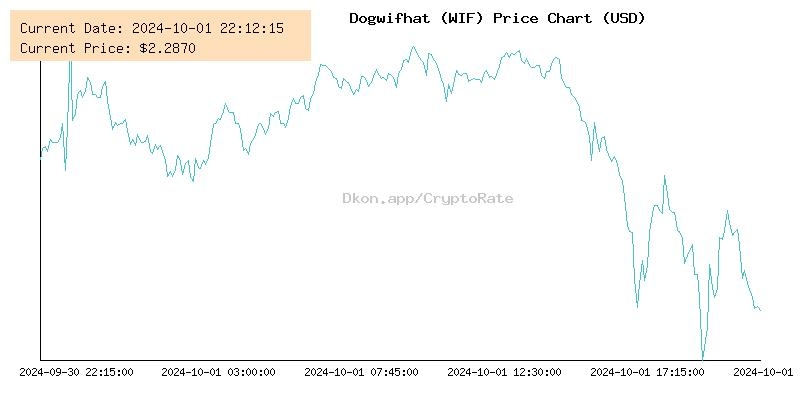 Dogwifhat (WIF) Price Chart (USD)
Current Date: 2024-10-01 22:12:15
Current Price: $2.2870
Dkon.app/CryptoRate
2024-09-30 22:15:00 2024-10-01 03:00:00 2024-10-01 07:45:00 2024-10-01 12:30:00 2024-10-01 17:15:00 2024-10-01